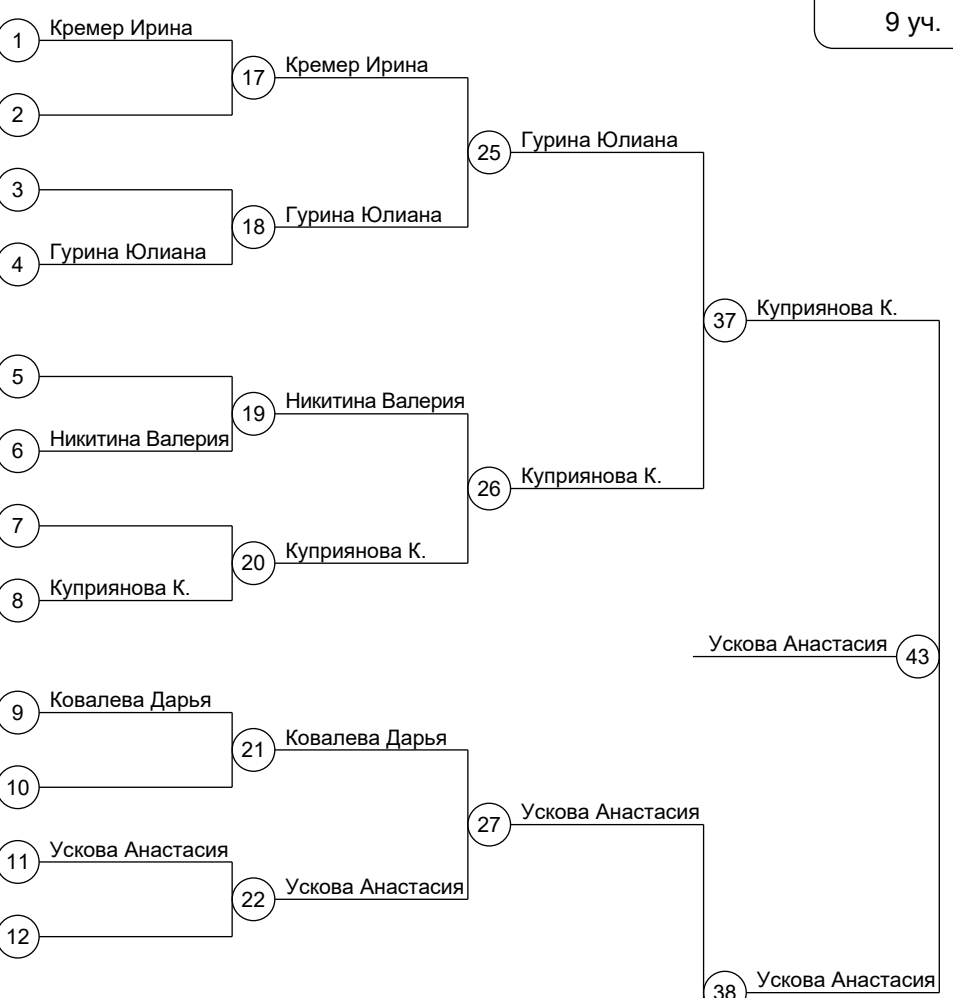 9 уч.
1 Кремер Ирина
17 Кремер Ирина
2
25 Гурина Юлиана
3
18 Гурина Юлиана
4 Гурина Юлиана
37 Куприянова К.
5
19 Никитина Валерия
6 Никитина Валерия
26 Куприянова К.
7
20 Куприянова К.
8 Куприянова К.
Ускова Анастасия 43
9 Ковалева Дарья
21 Ковалева Дарья
10
27 Ускова Анастасия
11 Ускова Анастасия
22 Ускова Анастасия
12
38 Ускова Анастасия